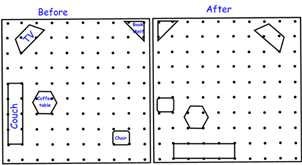 Before
After
TV
Book
shelf
Couch
Coffee
table
Chair